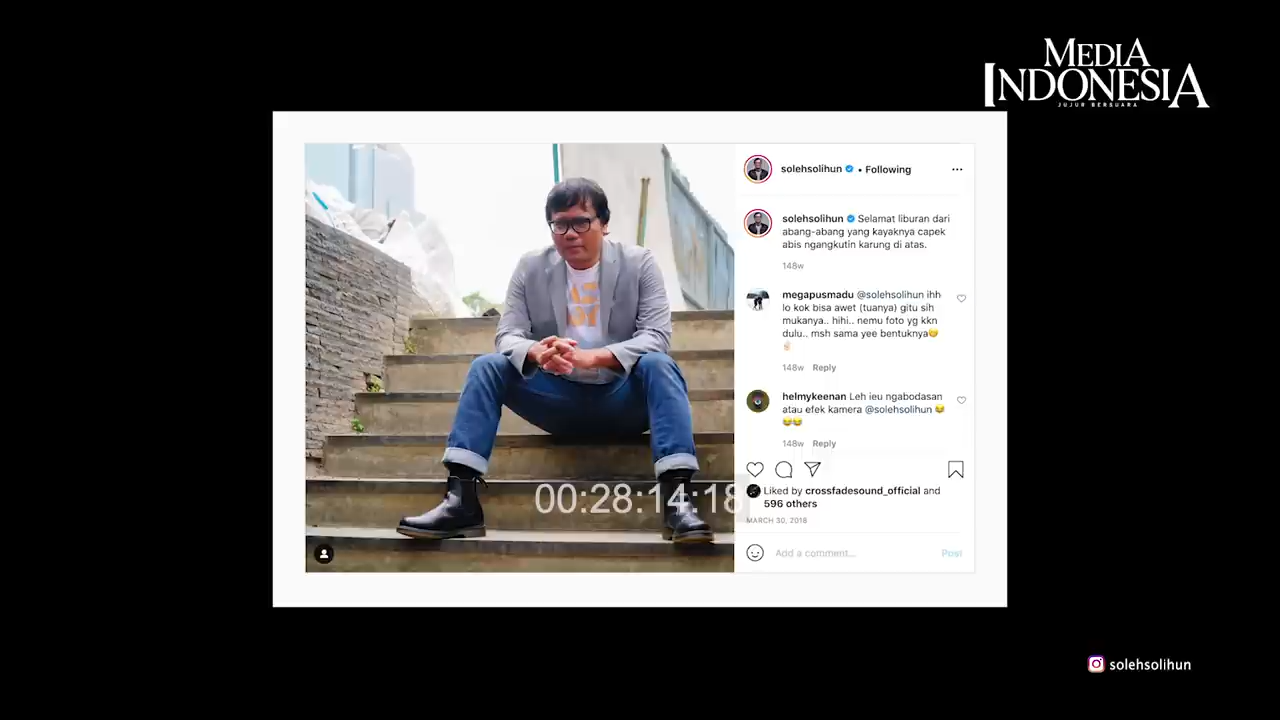 MEDIA
INDONESIA
JUJUR BERSUARA
solehsolihun • Following
solehsolihun Selamat liburan dari
abang-abang yang kayaknya capek
abis ngangkutin karung di atas.
148w
megapusmadu @solehsolihun ihh
lo kok bisa awet (tuanya) gitu sih
mukanya.. hihi.. nemu foto yg kkn
dulu.. msh sama yee bentuknya😁
✌🏻
148w Reply
helmykeenan Leh ieu ngabodasan
atau efek kamera @solehsolihun 😂
😂😂
148w Reply
Liked by crossfadesound_official and
596 others
MARCH 30, 2018
Add a comment... Post
00:28:14:18
solehsolihun